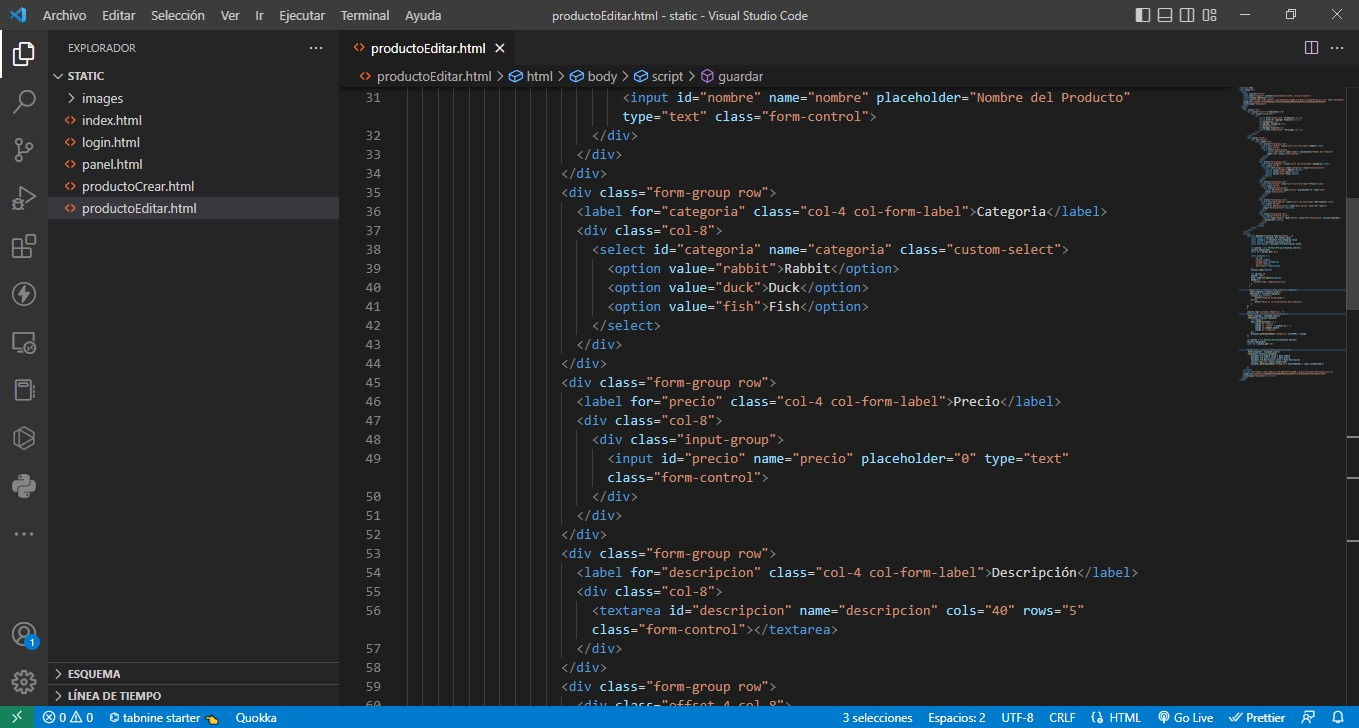 Archivo Editar Selección Ver Ir Ejecutar Terminal Ayuda productoEditar.html - static - Visual Studio Code
EXPLORADOR
STATIC
images
index.html
login.html
panel.html
productoCrear.html
productoEditar.html
ESQUEMA
LÍNEA DE TIEMPO
1
productoEditar.html
productoEditar.html > html > body > script > guardar
31 <input id="nombre" name="nombre" placeholder="Nombre del Producto"
type="text" class="form-control">
32 </div>
33 </div>
34 </div>
35 <div class="form-group row">
36 <label for="categoria" class="col-4 col-form-label">Categoria</label>
37 <div class="col-8">
38 <select id="categoria" name="categoria" class="custom-select">
39 <option value="rabbit">Rabbit</option>
40 <option value="duck">Duck</option>
41 <option value="fish">Fish</option>
42 </select>
43 </div>
44 </div>
45 <div class="form-group row">
46 <label for="precio" class="col-4 col-form-label">Precio</label>
47 <div class="col-8">
48 <div class="input-group">
49 <input id="precio" name="precio" placeholder="0" type="text"
class="form-control">
50 </div>
51 </div>
52 </div>
53 <div class="form-group row">
54 <label for="descripcion" class="col-4 col-form-label">Descripción</label>
55 <div class="col-8">
56 <textarea id="descripcion" name="descripcion" cols="40" rows="5"
class="form-control"></textarea>
57 </div>
58 </div>
59 <div class="form-group row">
60 <div class="offset-4 col-8">
0 0 tabnine starter Quokka 3 selecciones Espacios: 2 UTF-8 CRLF HTML Go Live Prettier